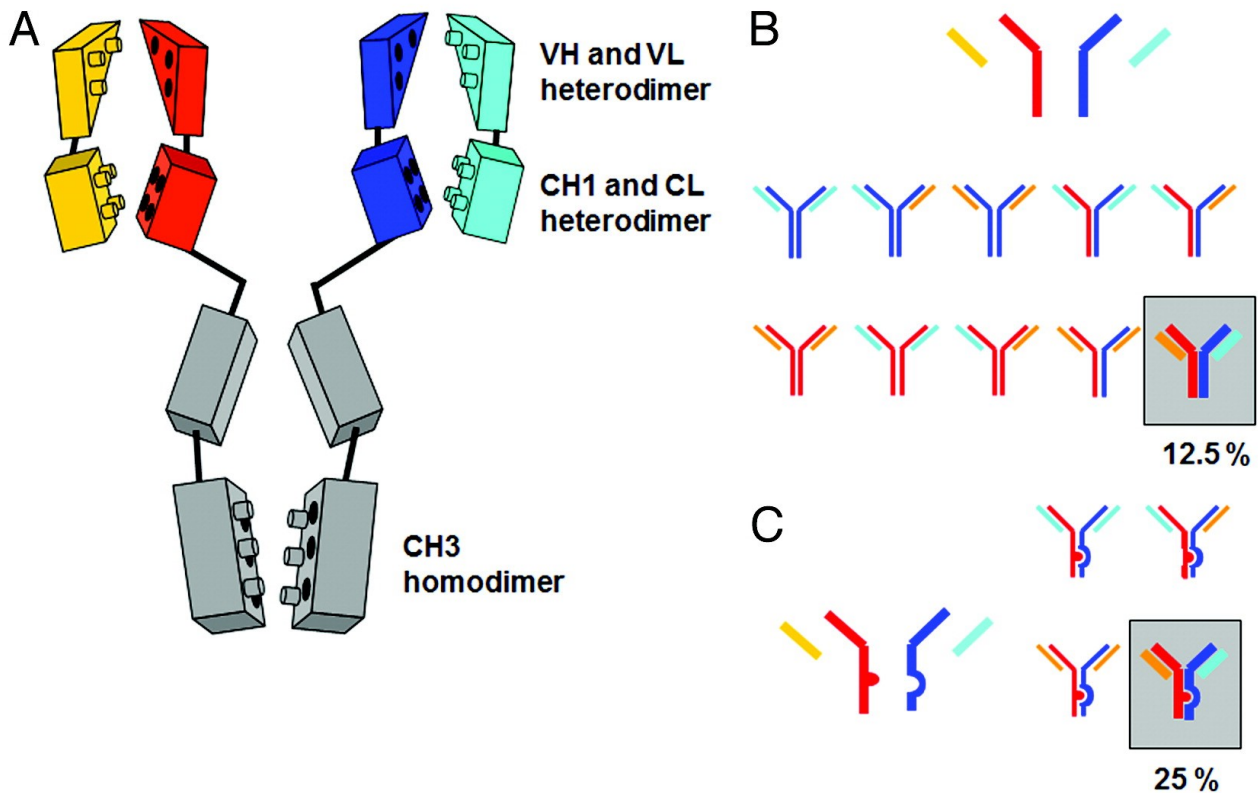 A
VH and VL
heterodimer
CH1 and CL
heterodimer
CH3
homodimer
B
12.5 %
C
25 %